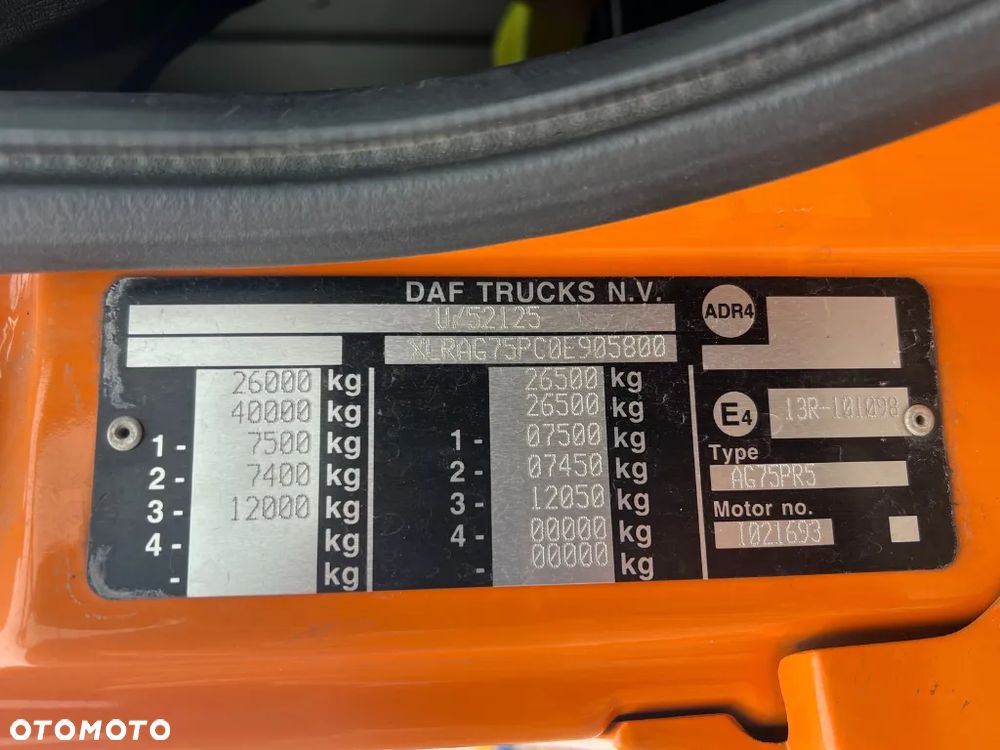 DAF TRUCKS N.V.
U/52125
XLRAG75PC0E905800
ADR4
26000 kg
40000 kg
1 - 7500 kg
2 - 7400 kg
3 - 12000 kg
4 - kg
- kg
26500 kg
26500 kg
1 - 07500 kg
2 - 07450 kg
3 - 12050 kg
4 - 00000 kg
- 00000 kg
E4 13R-101098
Type
AG75PR5
Motor no.
1021693
OTOMOTO